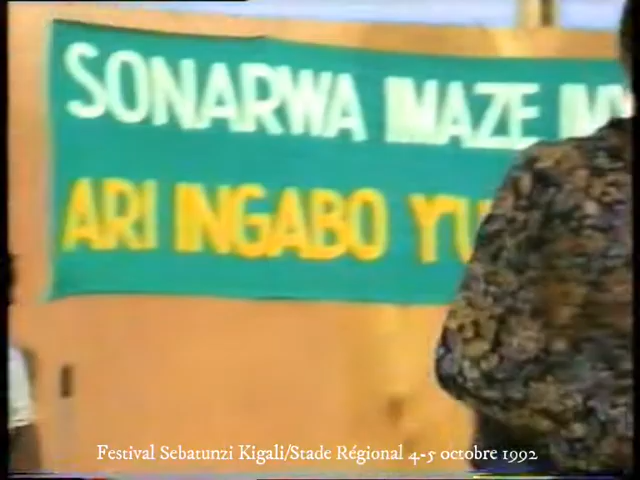 SONARWA IMAZE
ARI INGABO
Festival Sebatunzi Kigali/Stade Régional 4-5 octobre 1992